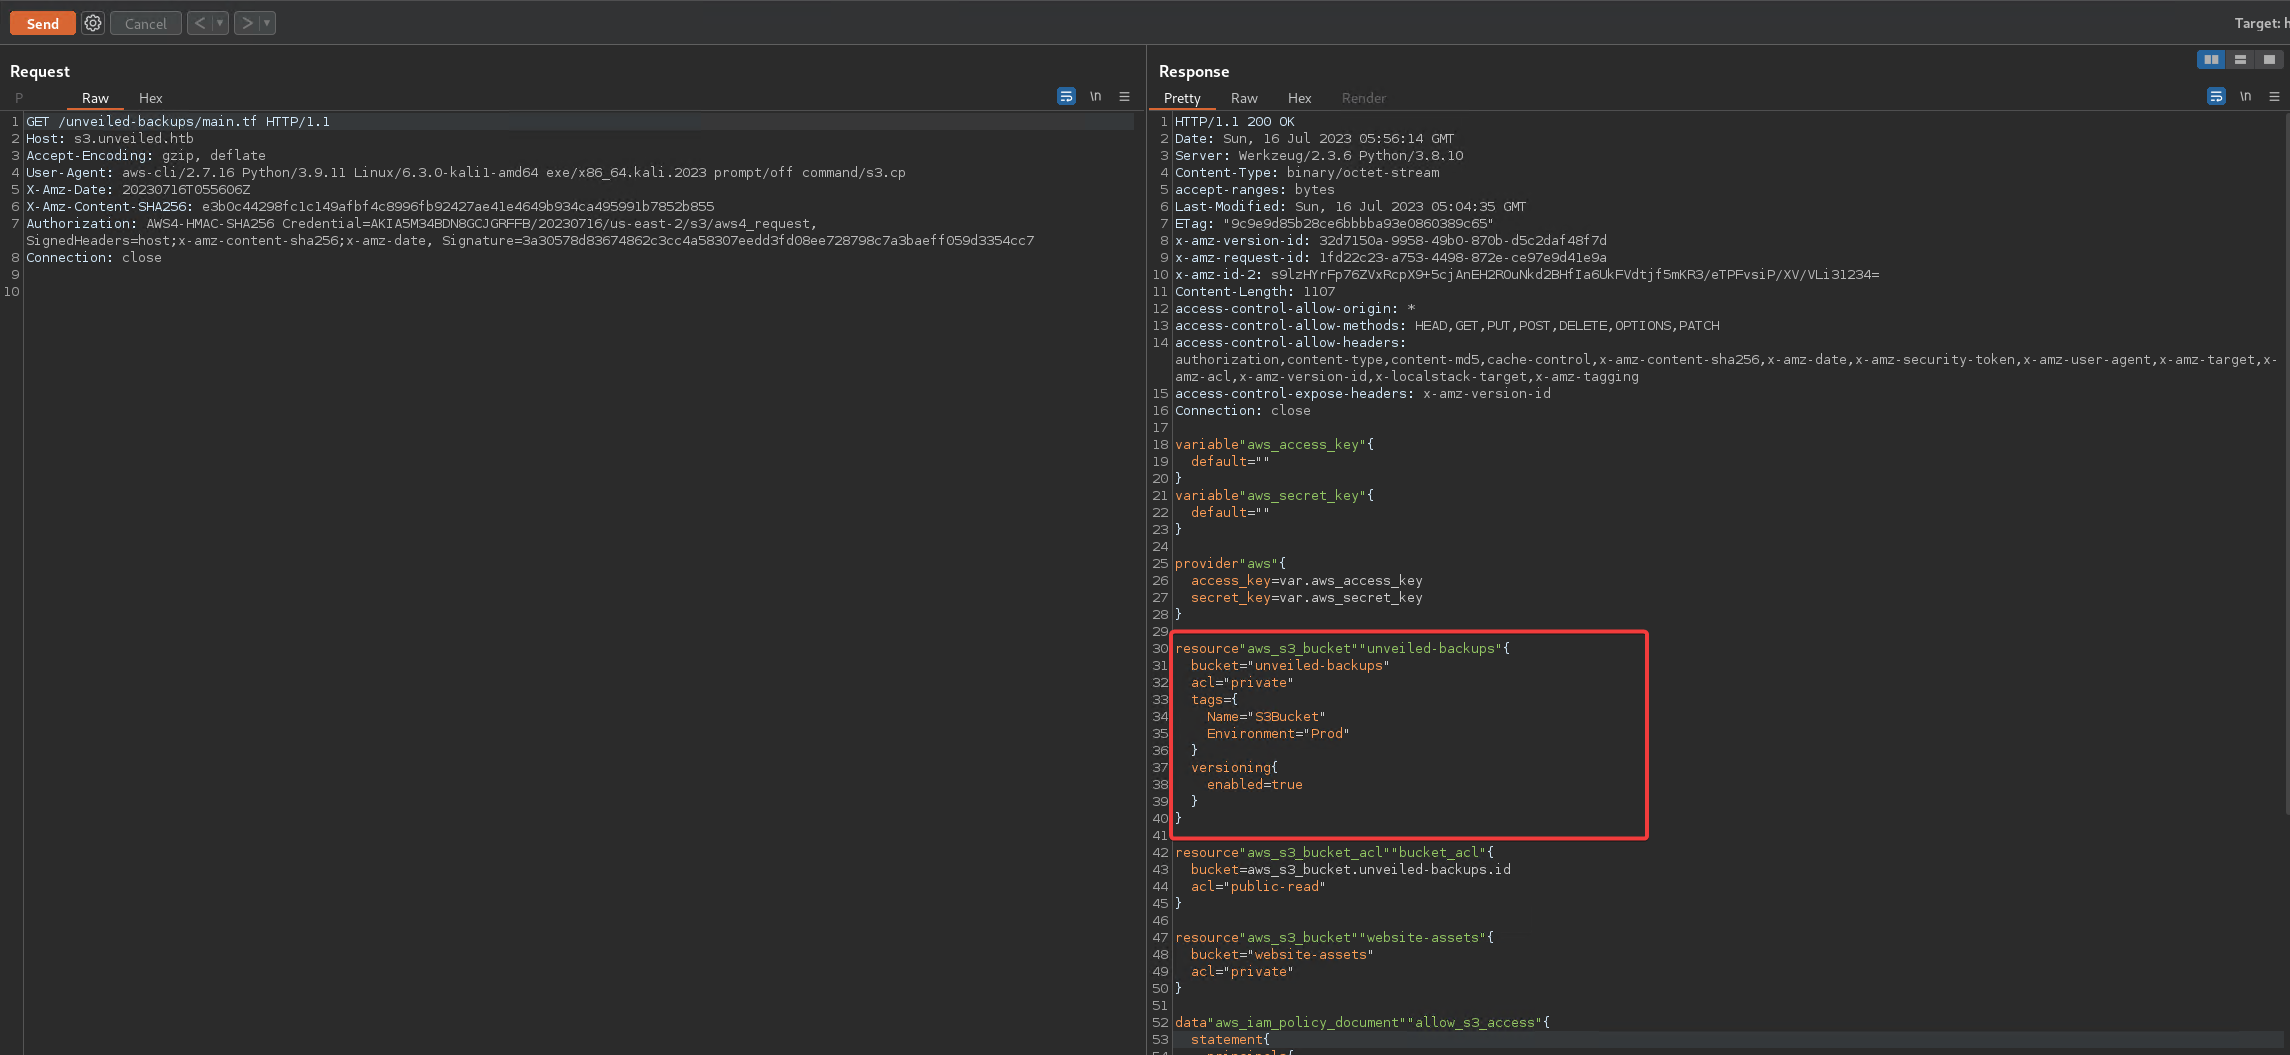 Send
Cancel
Target: h
Request
P Raw Hex
\n
1 GET /unveiled-backups/main.tf HTTP/1.1
2 Host: s3.unveiled.htb
3 Accept-Encoding: gzip, deflate
4 User-Agent: aws-cli/2.7.16 Python/3.9.11 Linux/6.3.0-kali1-amd64 exe/x86_64.kali.2023 prompt/off command/s3.cp
5 X-Amz-Date: 20230716T055606Z
6 X-Amz-Content-SHA256: e3b0c44298fc1c149afbf4c8996fb92427ae41e4649b934ca495991b7852b855
7 Authorization: AWS4-HMAC-SHA256 Credential=AKIA5M34BDN8GCJGRFFB/20230716/us-east-2/s3/aws4_request,
SignedHeaders=host;x-amz-content-sha256;x-amz-date, Signature=3a30578d83674862c3cc4a58307eedd3fd08ee728798c7a3baeff059d3354cc7
8 Connection: close
9
10
Response
Pretty Raw Hex Render
\n
1 HTTP/1.1 200 OK
2 Date: Sun, 16 Jul 2023 05:56:14 GMT
3 Server: Werkzeug/2.3.6 Python/3.8.10
4 Content-Type: binary/octet-stream
5 accept-ranges: bytes
6 Last-Modified: Sun, 16 Jul 2023 05:04:35 GMT
7 ETag: "9c9e9d85b28ce6bbbba93e0860389c65"
8 x-amz-version-id: 32d7150a-9958-49b0-870b-d5c2daf48f7d
9 x-amz-request-id: 1fd22c23-a753-4498-872e-ce97e9d41e9a
10 x-amz-id-2: s9lzHYrFp76ZVxRcpX9+5cjAnEH2ROuNkd2BHfIa6UkFVdtjf5mKR3/eTPFvsiP/XV/VLi31234=
11 Content-Length: 1107
12 access-control-allow-origin: *
13 access-control-allow-methods: HEAD,GET,PUT,POST,DELETE,OPTIONS,PATCH
14 access-control-allow-headers:
authorization,content-type,content-md5,cache-control,x-amz-content-sha256,x-amz-date,x-amz-security-token,x-amz-user-agent,x-amz-target,x-
amz-acl,x-amz-version-id,x-localstack-target,x-amz-tagging
15 access-control-expose-headers: x-amz-version-id
16 Connection: close
17
18 variable"aws_access_key"{
19 default=""
20 }
21 variable"aws_secret_key"{
22 default=""
23 }
24
25 provider"aws"{
26 access_key=var.aws_access_key
27 secret_key=var.aws_secret_key
28 }
29
30 resource"aws_s3_bucket""unveiled-backups"{
31 bucket="unveiled-backups"
32 acl="private"
33 tags={
34 Name="S3Bucket"
35 Environment="Prod"
36 }
37 versioning{
38 enabled=true
39 }
40 }
41
42 resource"aws_s3_bucket_acl""bucket_acl"{
43 bucket=aws_s3_bucket.unveiled-backups.id
44 acl="public-read"
45 }
46
47 resource"aws_s3_bucket""website-assets"{
48 bucket="website-assets"
49 acl="private"
50 }
51
52 data"aws_iam_policy_document""allow_s3_access"{
53 statement{